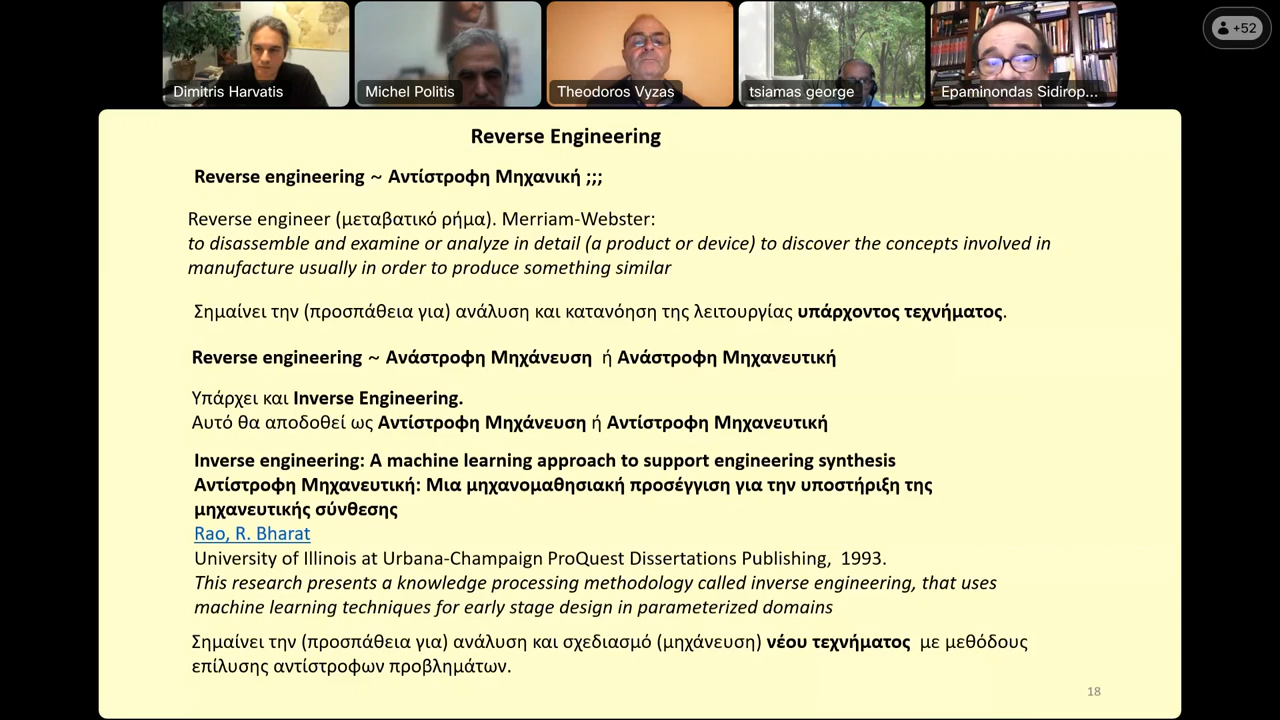 +52
Dimitris Harvatis
Michel Politis
Theodoros Vyzas
tsiamas george
Epaminondas Sidirop...
Reverse Engineering
Reverse engineering ~ Αντίστροφη Μηχανική ;;;
Reverse engineer (μεταβατικό ρήμα). Merriam-Webster:
to disassemble and examine or analyze in detail (a product or device) to discover the concepts involved in
manufacture usually in order to produce something similar
Σημαίνει την (προσπάθεια για) ανάλυση και κατανόηση της λειτουργίας υπάρχοντος τεχνήματος.
Reverse engineering ~ Ανάστροφη Μηχάνευση ή Ανάστροφη Μηχανευτική
Υπάρχει και Inverse Engineering.
Αυτό θα αποδοθεί ως Αντίστροφη Μηχάνευση ή Αντίστροφη Μηχανευτική
Inverse engineering: A machine learning approach to support engineering synthesis
Αντίστροφη Μηχανευτική: Μια μηχανομαθησιακή προσέγγιση για την υποστήριξη της
μηχανευτικής σύνθεσης
Rao, R. Bharat
University of Illinois at Urbana-Champaign ProQuest Dissertations Publishing, 1993.
This research presents a knowledge processing methodology called inverse engineering, that uses
machine learning techniques for early stage design in parameterized domains
Σημαίνει την (προσπάθεια για) ανάλυση και σχεδιασμό (μηχάνευση) νέου τεχνήματος με μεθόδους
επίλυσης αντίστροφων προβλημάτων.
18